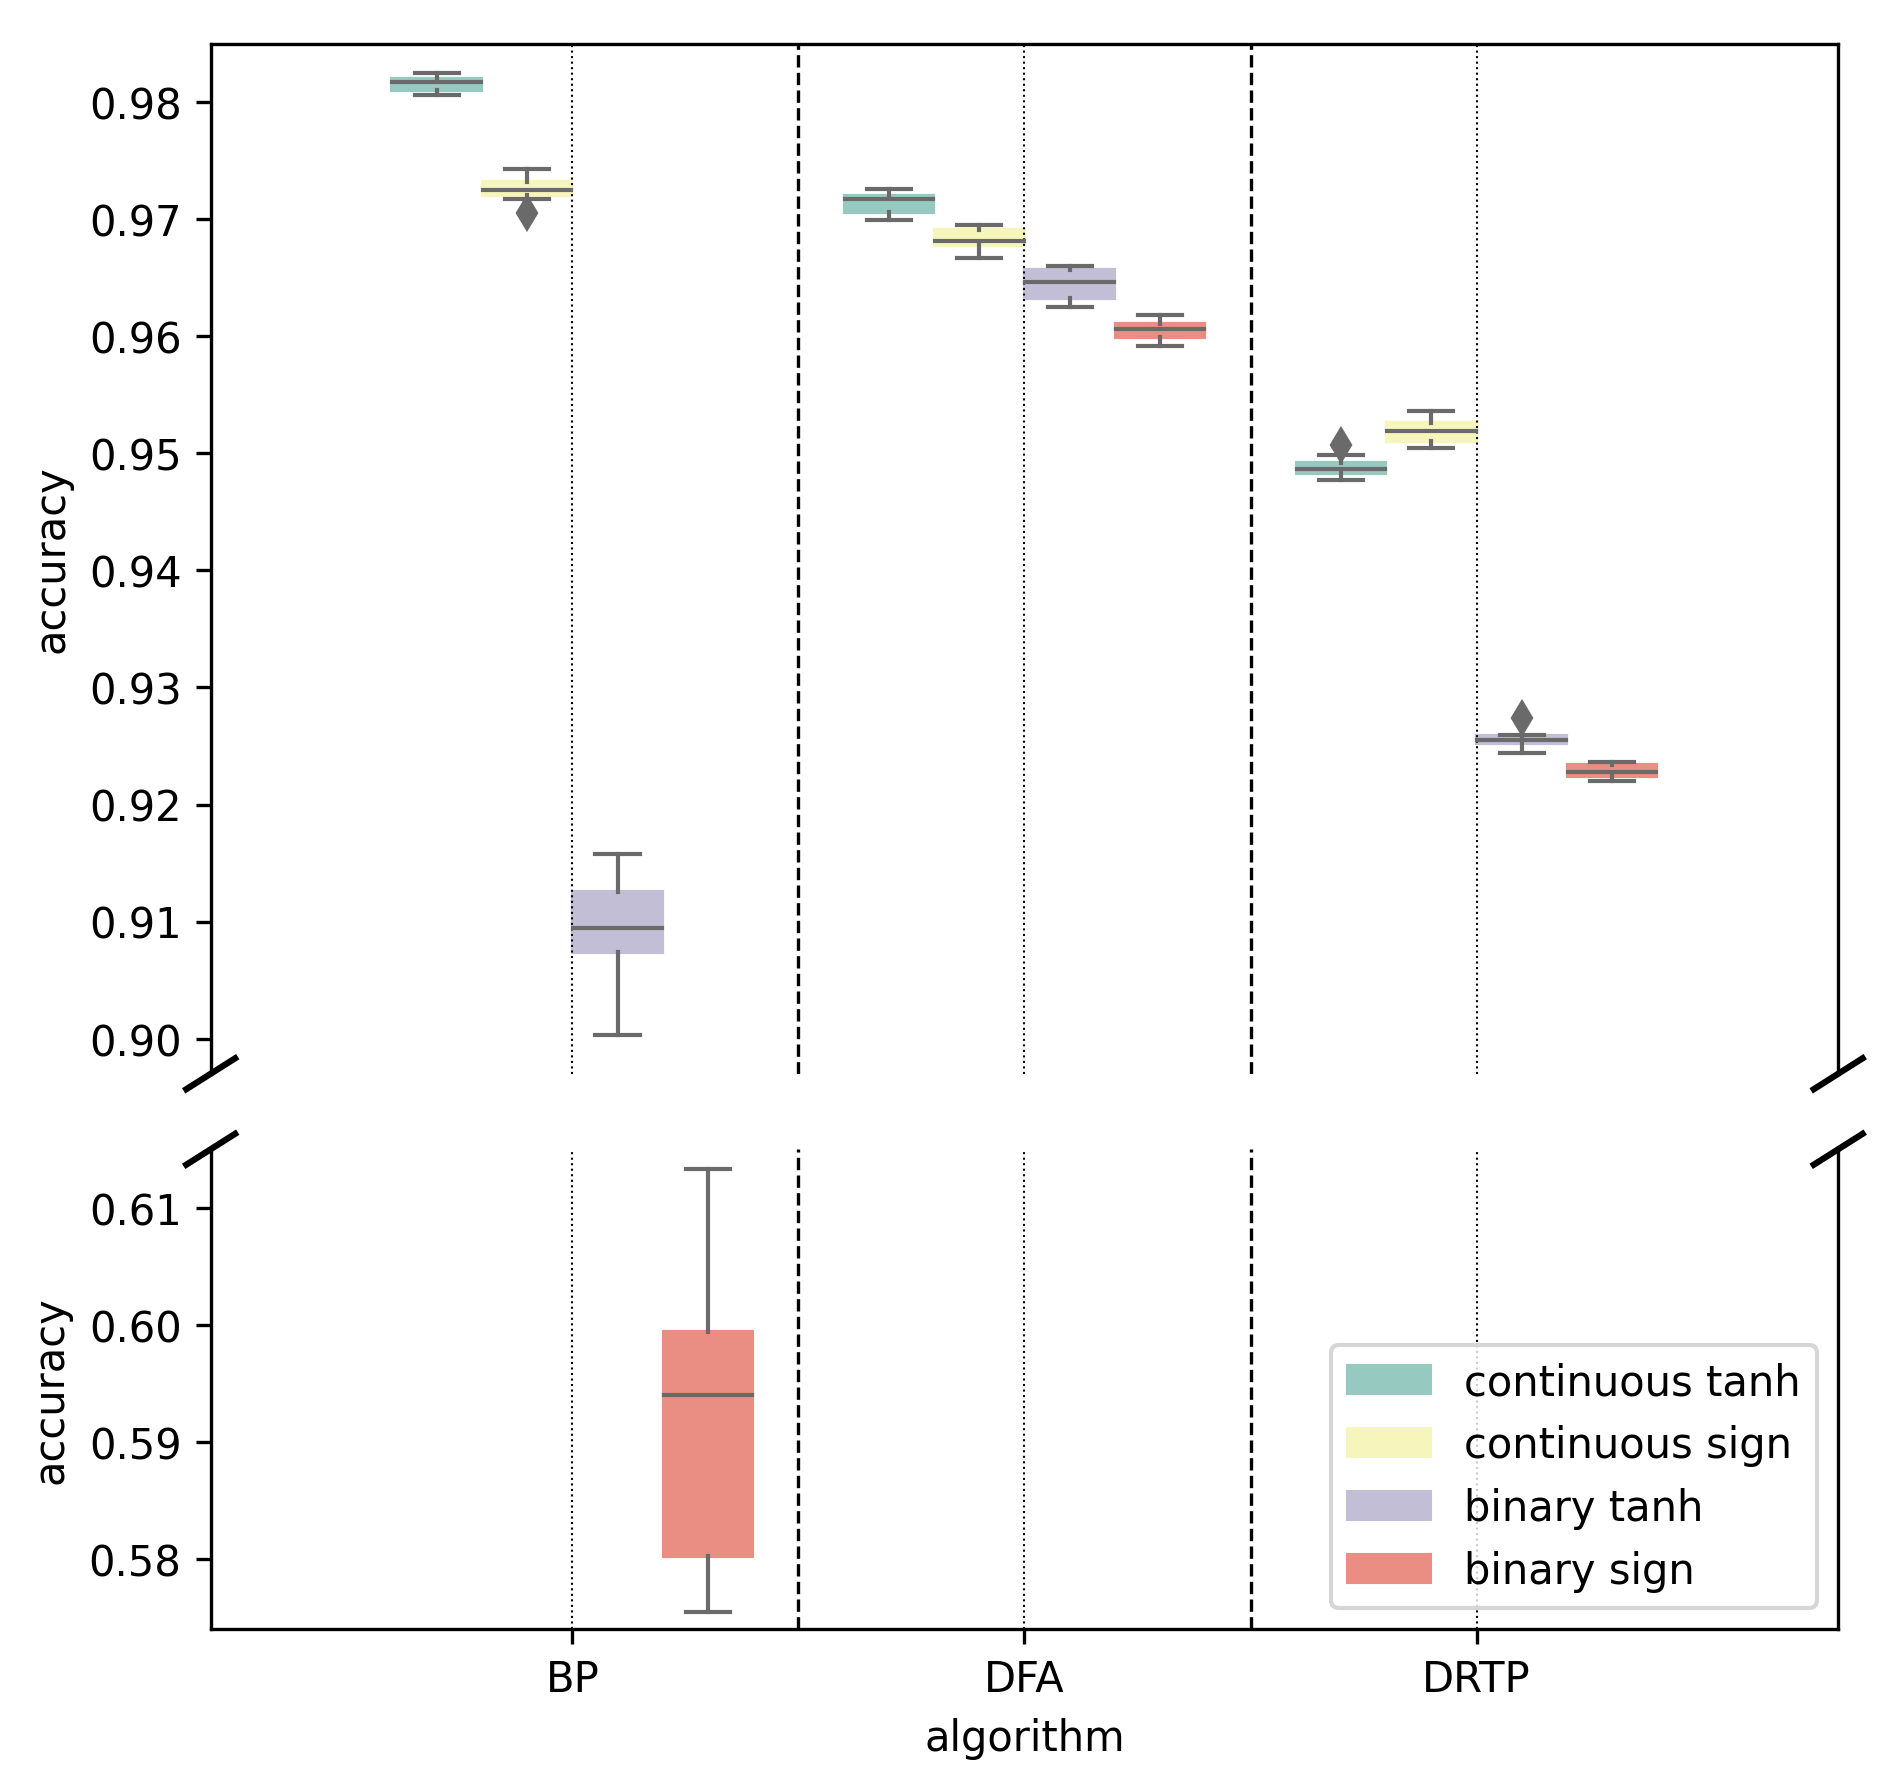 accuracy
0.98
0.97
0.96
0.95
0.94
0.93
0.92
0.91
0.90
accuracy
0.61
0.60
0.59
0.58
continuous tanh
continuous sign
binary tanh
binary sign
BP DFA DRTP
algorithm